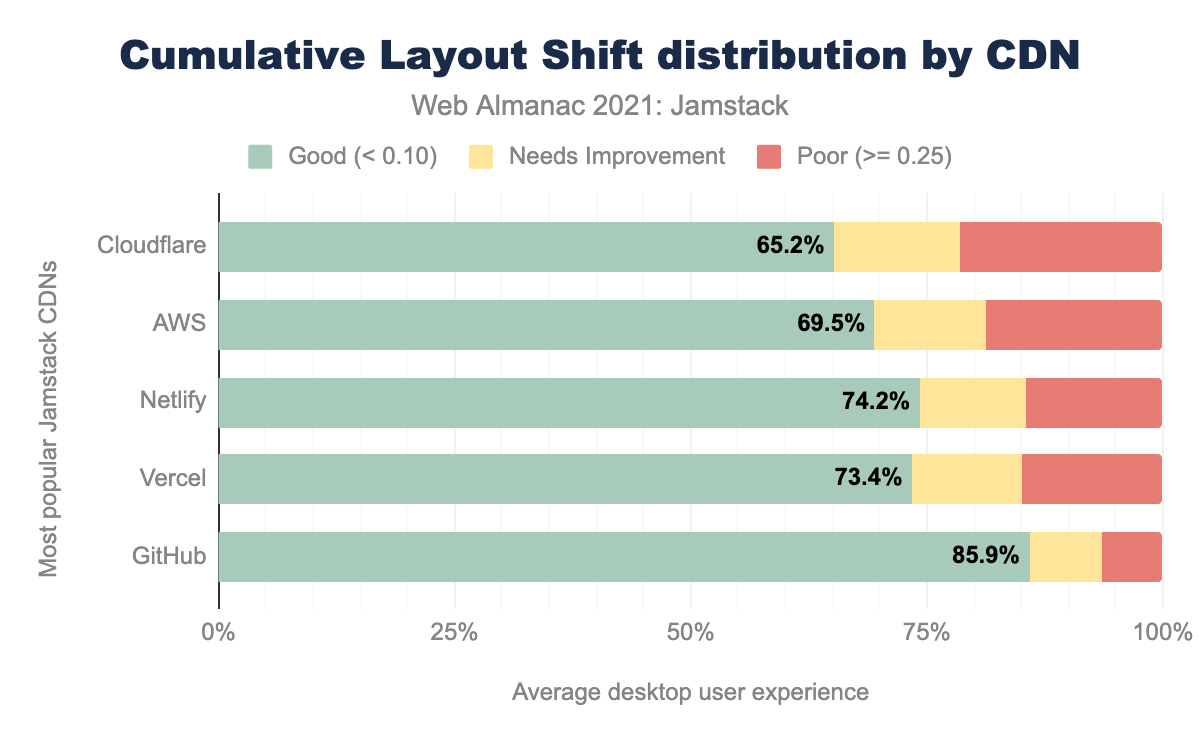 Cumulative Layout Shift distribution by CDN
Web Almanac 2021: Jamstack
Good (< 0.10) Needs Improvement Poor (>= 0.25)
Most popular Jamstack CDNs
Cloudflare 65.2%
AWS 69.5%
Netlify 74.2%
Vercel 73.4%
GitHub 85.9%
0% 25% 50% 75% 100%
Average desktop user experience